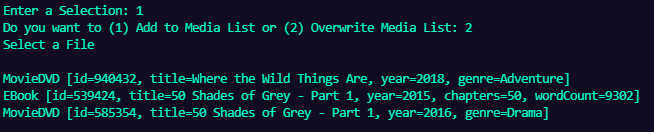 Enter a Selection: 1
Do you want to (1) Add to Media List or (2) Overwrite Media List: 2
Select a File
MovieDVD [id=940432, title=Where the Wild Things Are, year=2018, genre=Adventure]
EBook [id=539424, title=50 Shades of Grey - Part 1, year=2015, chapters=50, wordCount=9302]
MovieDVD [id=585354, title=50 Shades of Grey - Part 1, year=2016, genre=Drama]